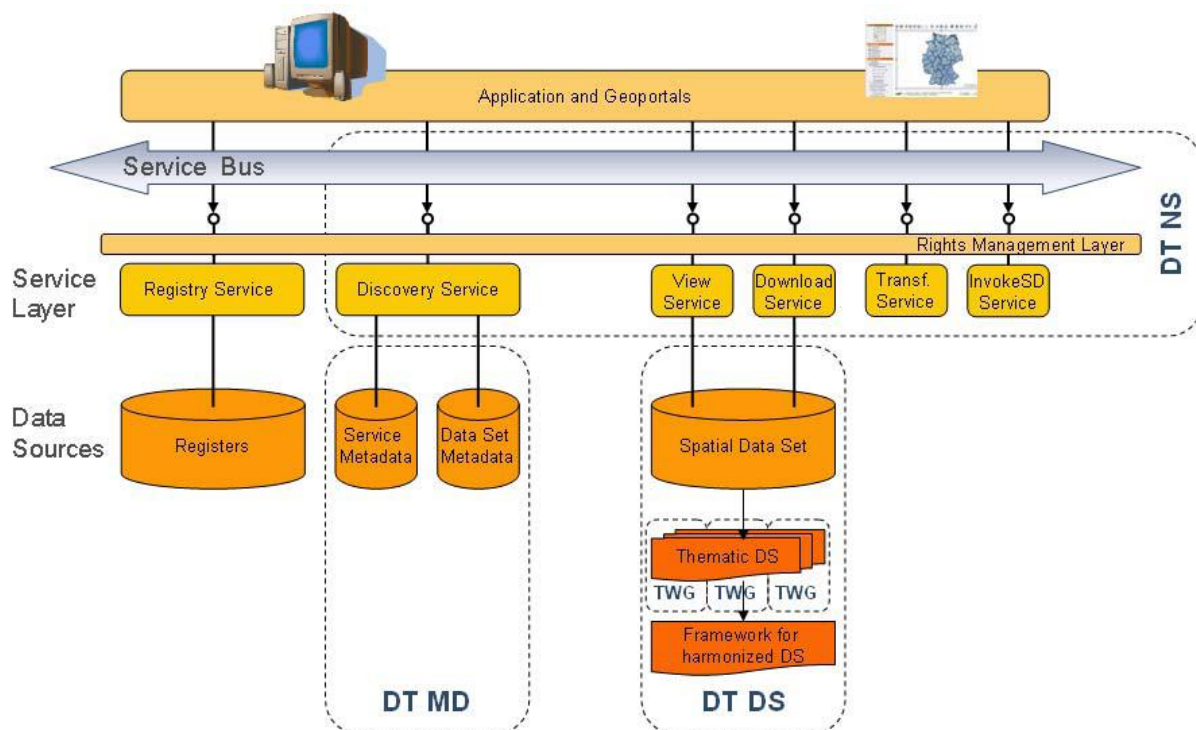 Application and Geoportals
Service Bus
DT NS
Rights Management Layer
Service
Layer
Registry Service
Discovery Service
View
Service
Download
Service
Transf.
Service
InvokeSD
Service
Data
Sources
Registers
Service
Metadata
Data Set
Metadata
Spatial Data Set
Thematic DS
TWG
TWG
TWG
Framework for
harmonized DS
DT MD
DT DS